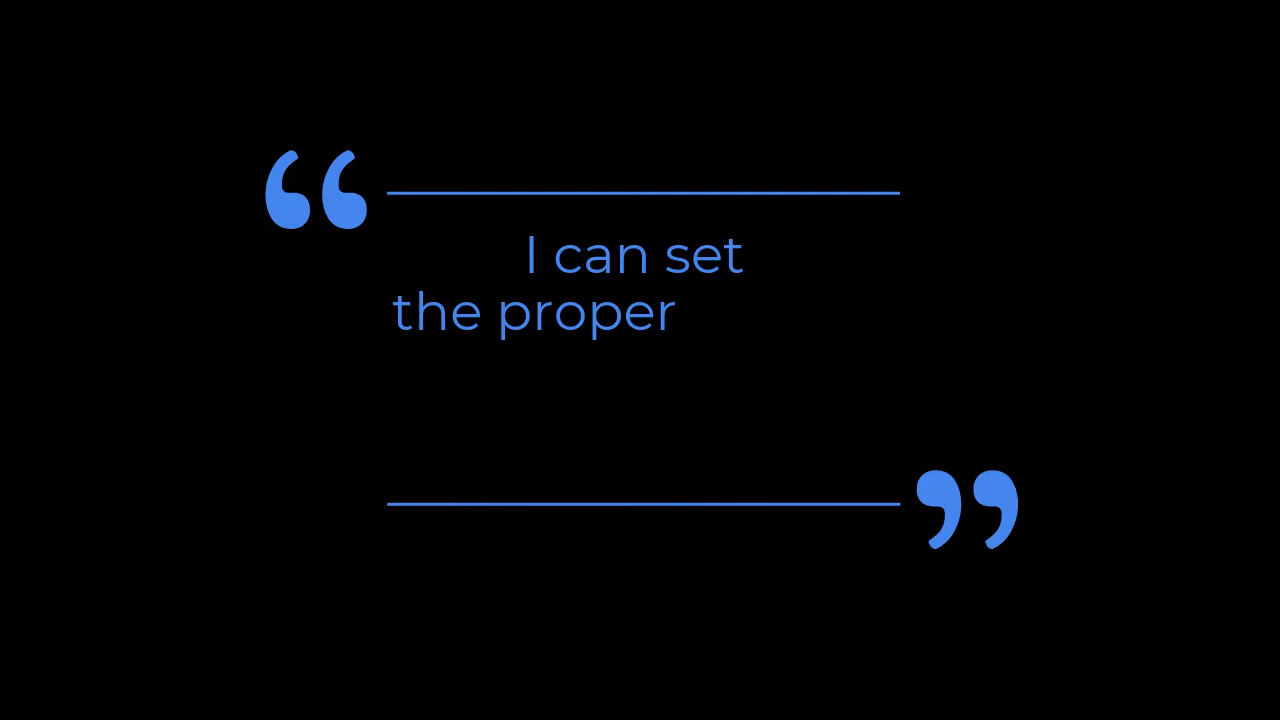 “
I can set
the proper
”